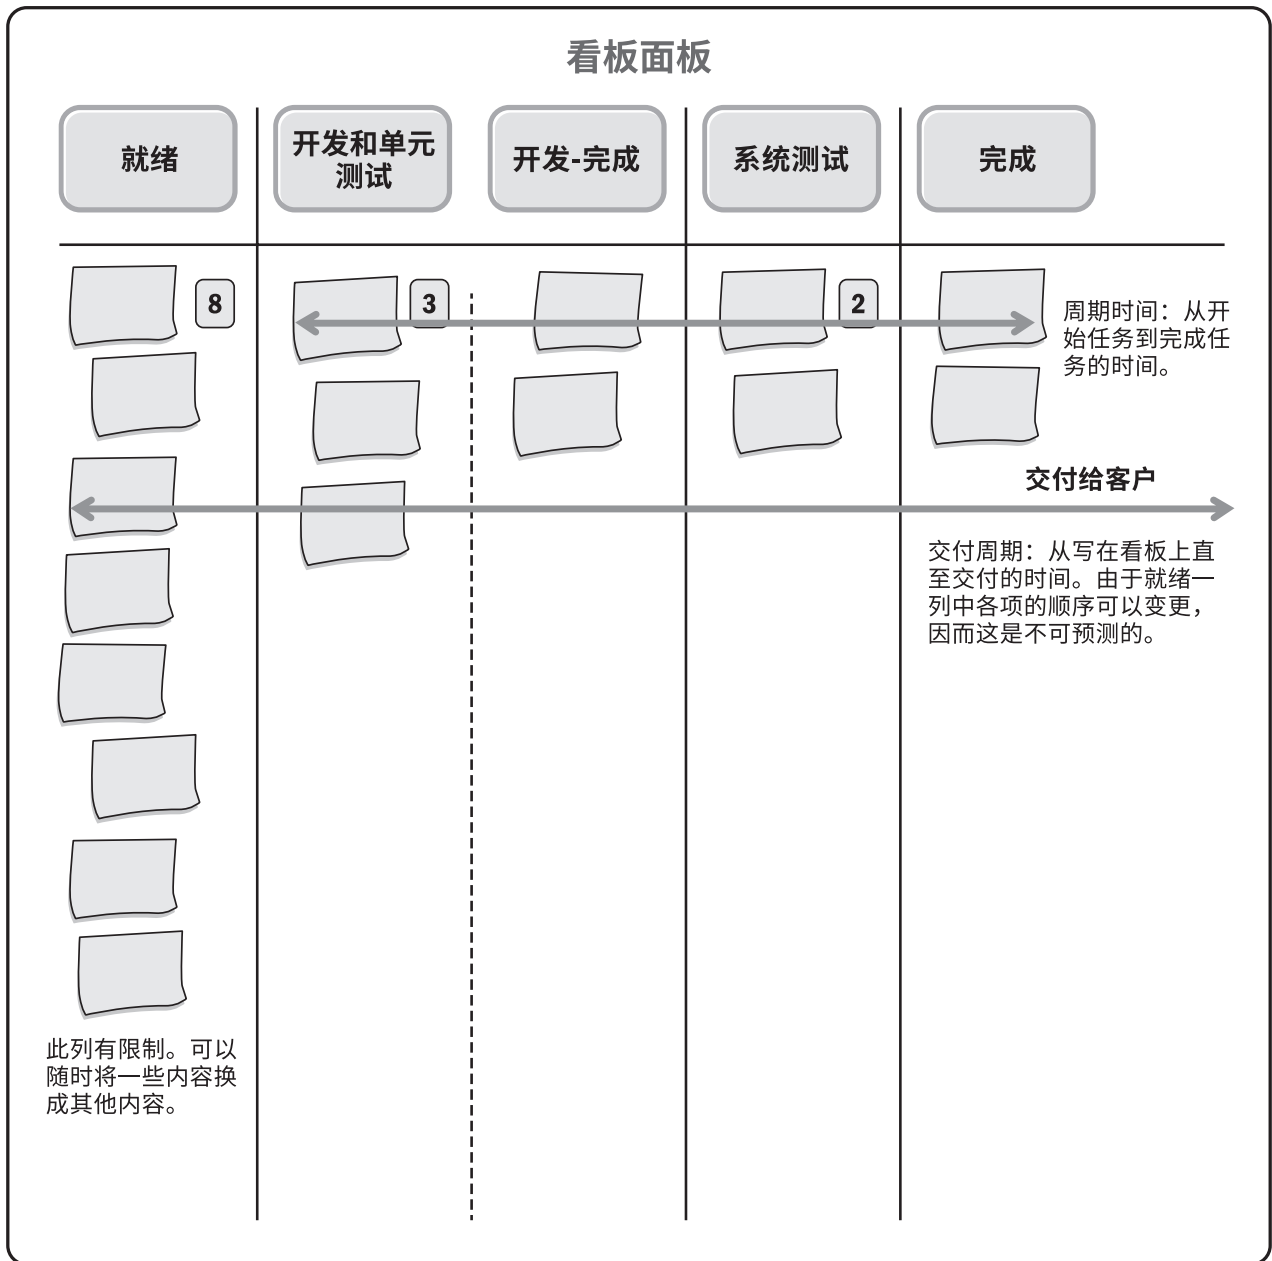 看板面板
就绪
开发和单元
测试
开发-完成
系统测试
完成
8
3
2
周期时间：从开
始任务到完成任
务的时间。
交付给客户
交付周期：从写在看板上直
至交付的时间。由于就绪一
列中各项的顺序可以变更，
因而这是不可预测的。
此列有限制。可以
随时将一些内容换
成其他内容。